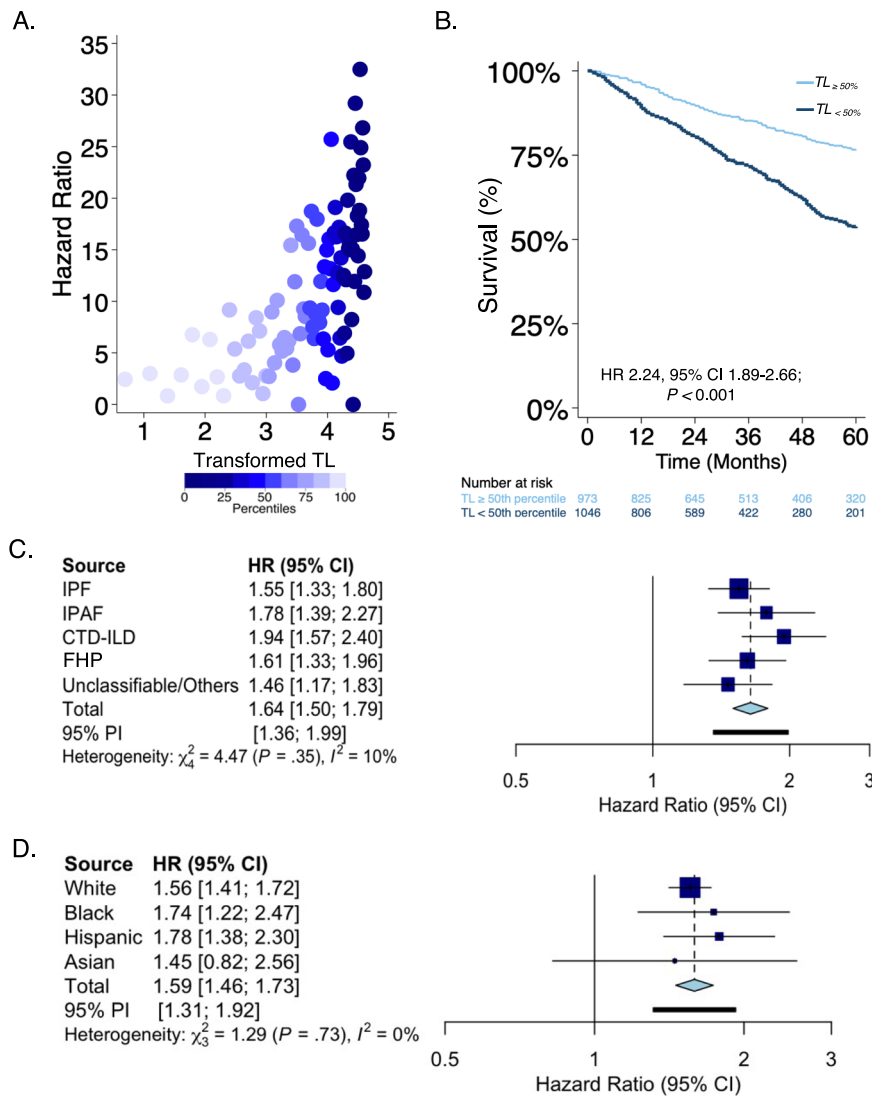 A.
35
30
25
20
15
10
5
0
Hazard Ratio
1 2 3 4 5
Transformed TL
0 25 50 75 100
Percentiles
B.
100%
75%
50%
25%
0%
Survival (%)
TL ≥ 50%
TL < 50%
HR 2.24, 95% CI 1.89-2.66;
P < 0.001
0 12 24 36 48 60
Time (Months)
Number at risk
TL ≥ 50th percentile 973 825 645 513 406 320
TL < 50th percentile 1046 806 589 422 280 201
C.
Source HR (95% CI)
IPF 1.55 [1.33; 1.80]
IPAF 1.78 [1.39; 2.27]
CTD-ILD 1.94 [1.57; 2.40]
FHP 1.61 [1.33; 1.96]
Unclassifiable/Others 1.46 [1.17; 1.83]
Total 1.64 [1.50; 1.79]
95% PI [1.36; 1.99]
Heterogeneity: χ²₄ = 4.47 (P = .35), I² = 10%
0.5 1 2 3
Hazard Ratio (95% CI)
D.
Source HR (95% CI)
White 1.56 [1.41; 1.72]
Black 1.74 [1.22; 2.47]
Hispanic 1.78 [1.38; 2.30]
Asian 1.45 [0.82; 2.56]
Total 1.59 [1.46; 1.73]
95% PI [1.31; 1.92]
Heterogeneity: χ²₃ = 1.29 (P = .73), I² = 0%
0.5 1 2 3
Hazard Ratio (95% CI)